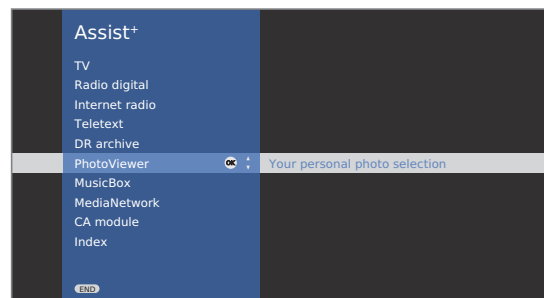 Assist+
TV
Radio digital
Internet radio
Teletext
DR archive
PhotoViewer OK Your personal photo selection
MusicBox
MediaNetwork
CA module
Index
END